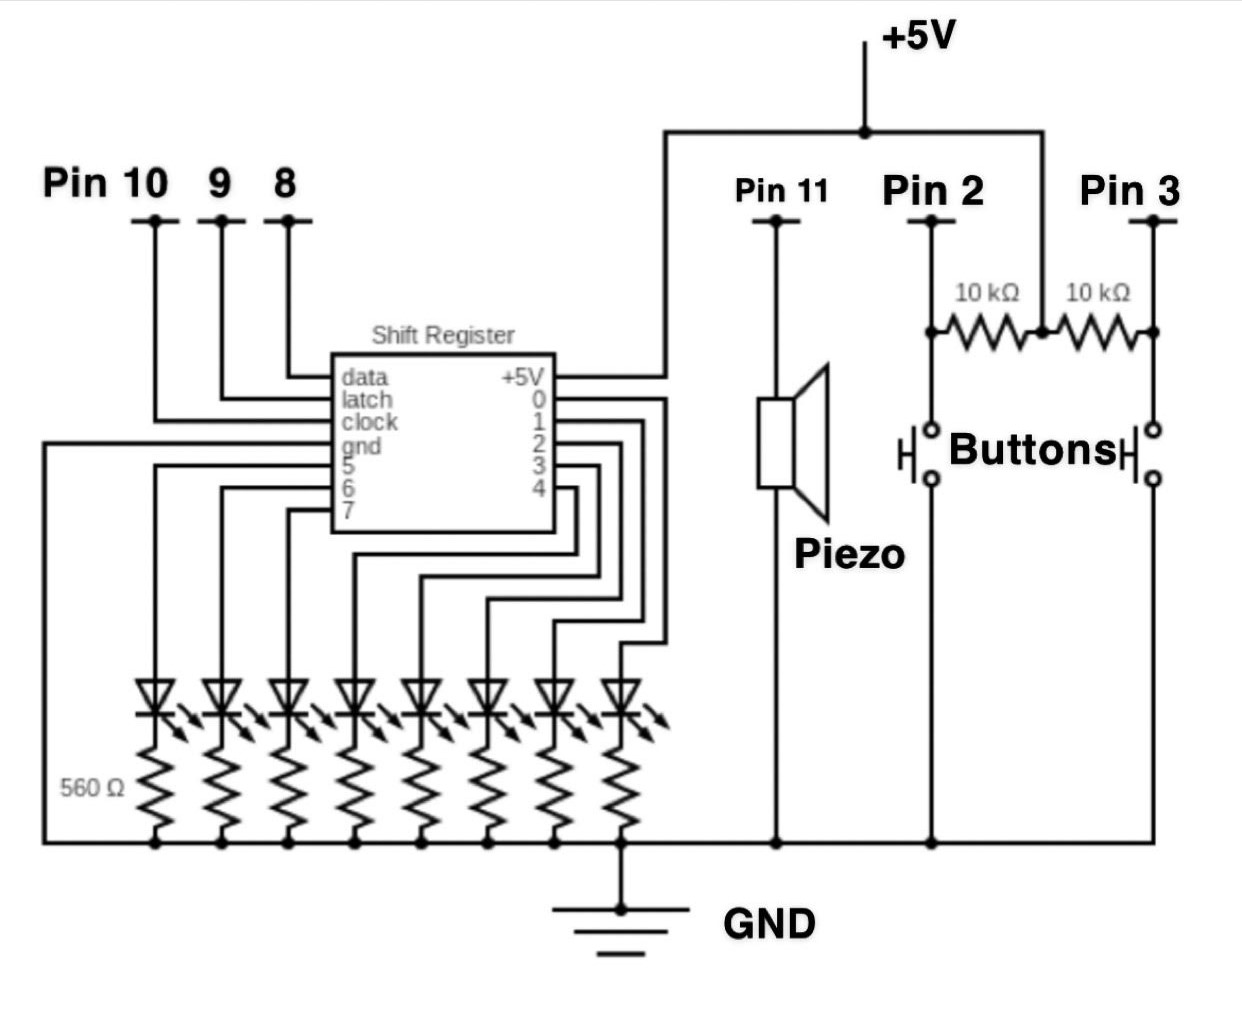 +5V
Pin 10 9 8
Pin 11 Pin 2 Pin 3
10 kΩ 10 kΩ
Shift Register
data +5V
latch 0
clock 1
gnd 2
5 3
6 4
7
Buttons
Piezo
560 Ω
GND